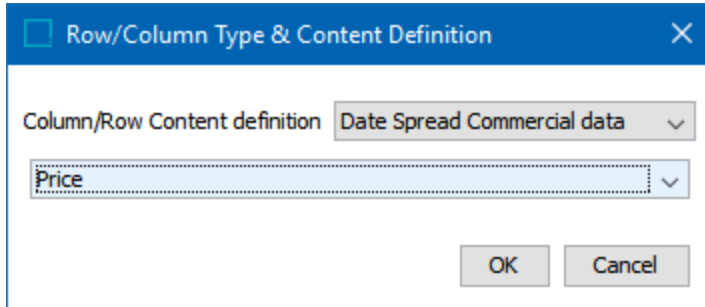 Row/Column Type & Content Definition
Column/Row Content definition Date Spread Commercial data
Price
OK Cancel